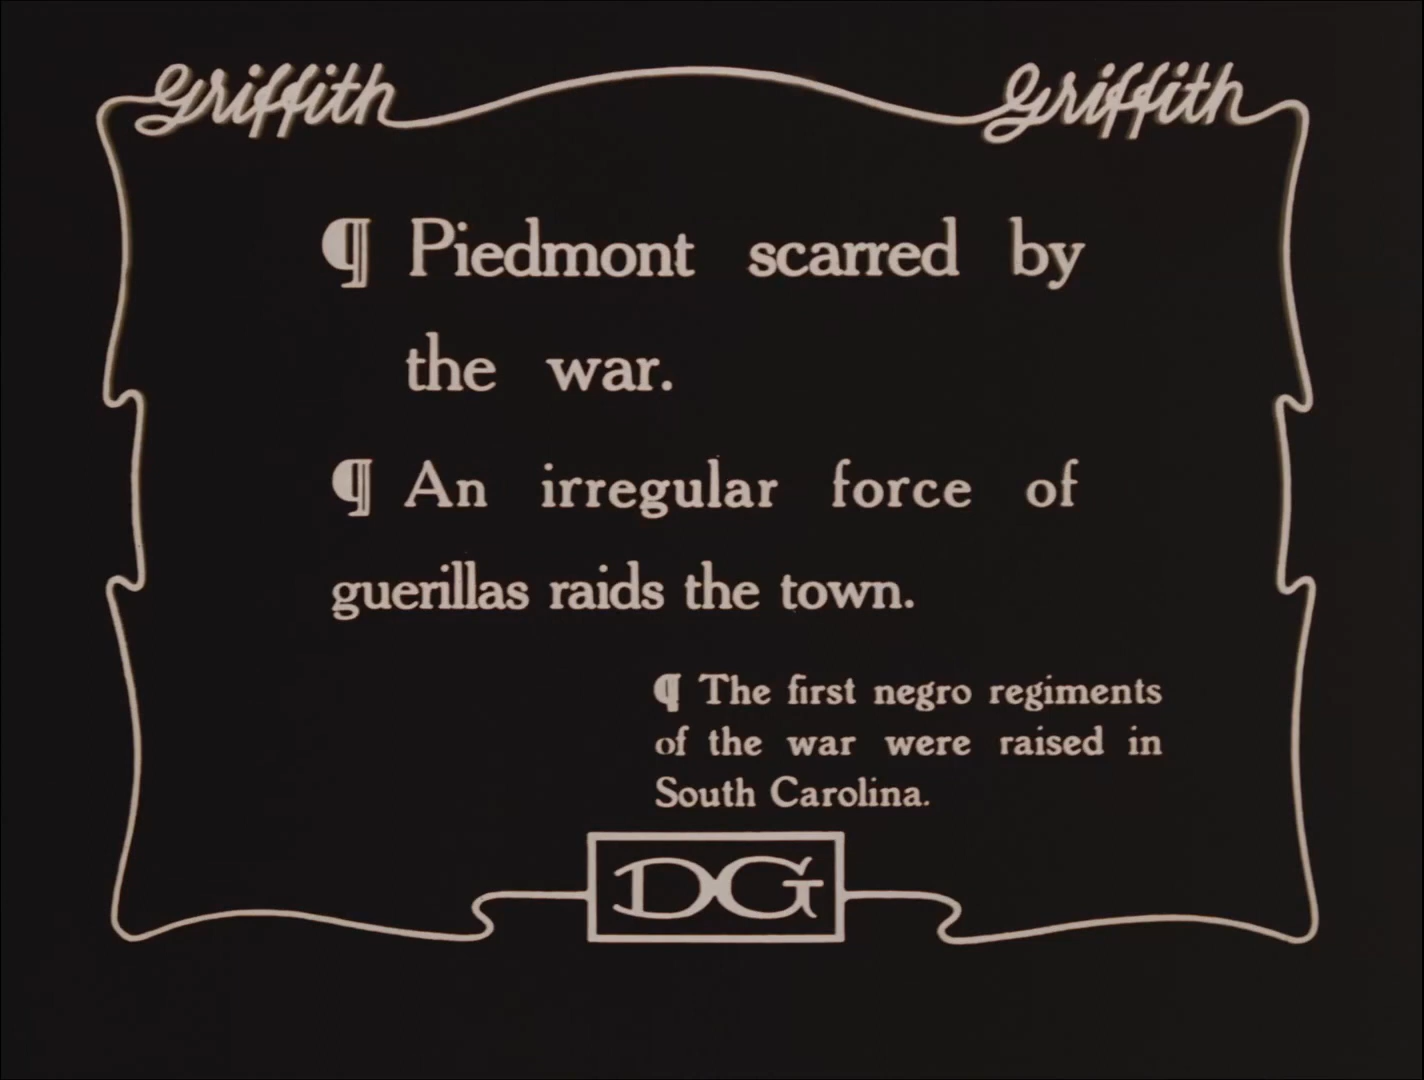 Griffith Griffith
¶ Piedmont scarred by
the war.
¶ An irregular force of
guerillas raids the town.
¶ The first negro regiments
of the war were raised in
South Carolina.
DG